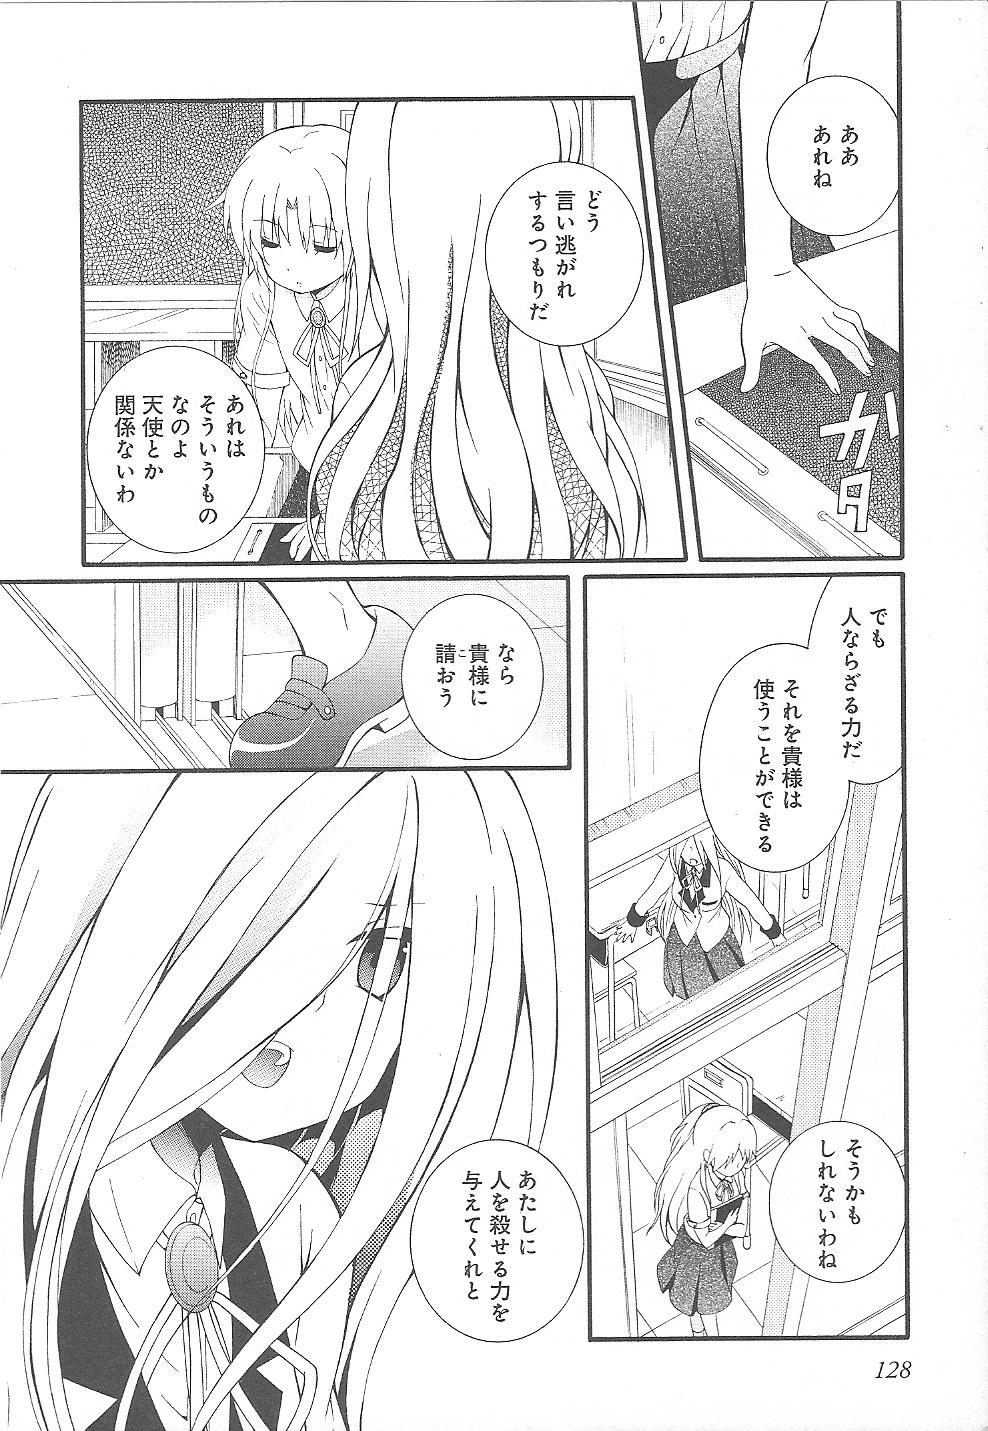 ああ
あれね
ガタ
どう
言い逃がれ
するつもりだ
あれは
そういうもの
なのよ
天使とか
関係ないわ
でも
人ならざる力だ
それを貴様は
使うことができる
そうかも
しれないわね
なら
貴様に
請おう
こ
あたしに
人を殺せる力を
与えてくれと
128